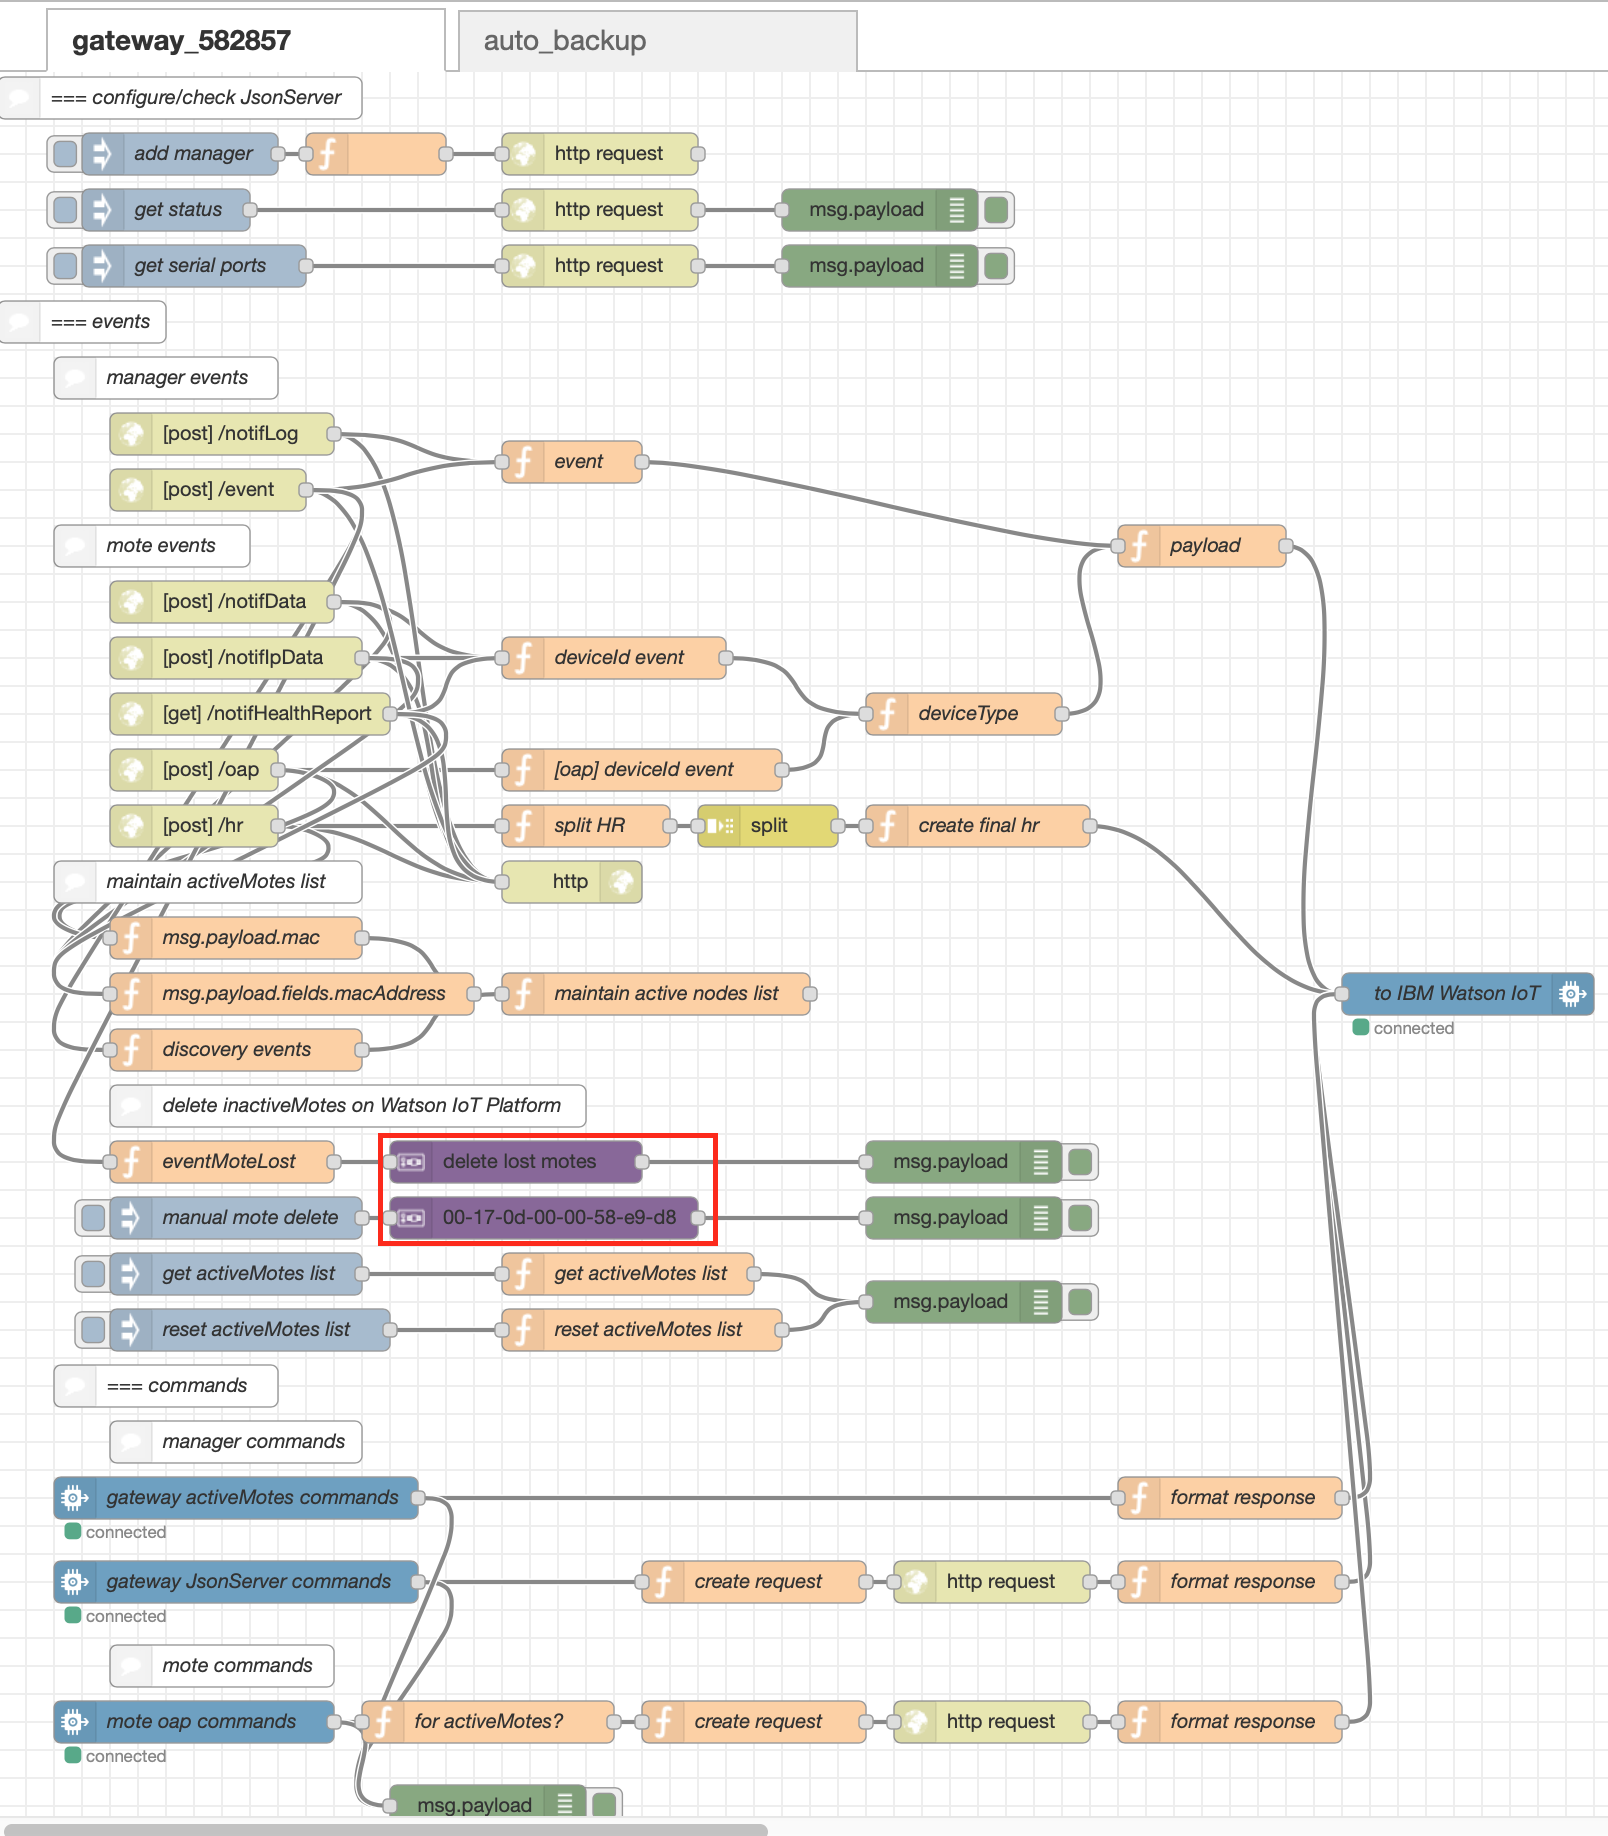 gateway_582857
auto_backup
=== configure/check JsonServer
add manager
http request
get status
http request
msg.payload
get serial ports
http request
msg.payload
=== events
manager events
[post] /notifLog
event
[post] /event
mote events
payload
[post] /notifData
[post] /notifIpData
deviceId event
[get] /notifHealthReport
deviceType
[post] /oap
[oap] deviceId event
[post] /hr
split HR
split
create final hr
maintain activeMotes list
http
msg.payload.mac
msg.payload.fields.macAddress
maintain active nodes list
to IBM Watson IoT
connected
discovery events
delete inactiveMotes on Watson IoT Platform
eventMoteLost
delete lost motes
msg.payload
manual mote delete
00-17-0d-00-00-58-e9-d8
msg.payload
get activeMotes list
get activeMotes list
msg.payload
reset activeMotes list
reset activeMotes list
=== commands
manager commands
gateway activeMotes commands
format response
connected
gateway JsonServer commands
create request
http request
format response
connected
mote commands
mote oap commands
for activeMotes?
create request
http request
format response
connected
msg.payload